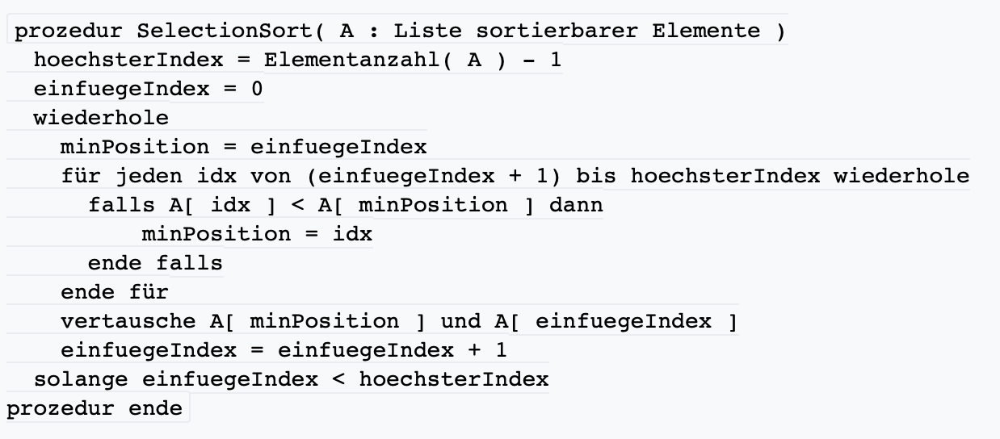 prozedur SelectionSort( A : Liste sortierbarer Elemente )
  hoechsterIndex = Elementanzahl( A ) - 1
  einfuegeIndex = 0
  wiederhole
    minPosition = einfuegeIndex
    für jeden idx von (einfuegeIndex + 1) bis hoechsterIndex wiederhole
      falls A[ idx ] < A[ minPosition ] dann
          minPosition = idx
      ende falls
    ende für
    vertausche A[ minPosition ] und A[ einfuegeIndex ]
    einfuegeIndex = einfuegeIndex + 1
  solange einfuegeIndex < hoechsterIndex
prozedur ende